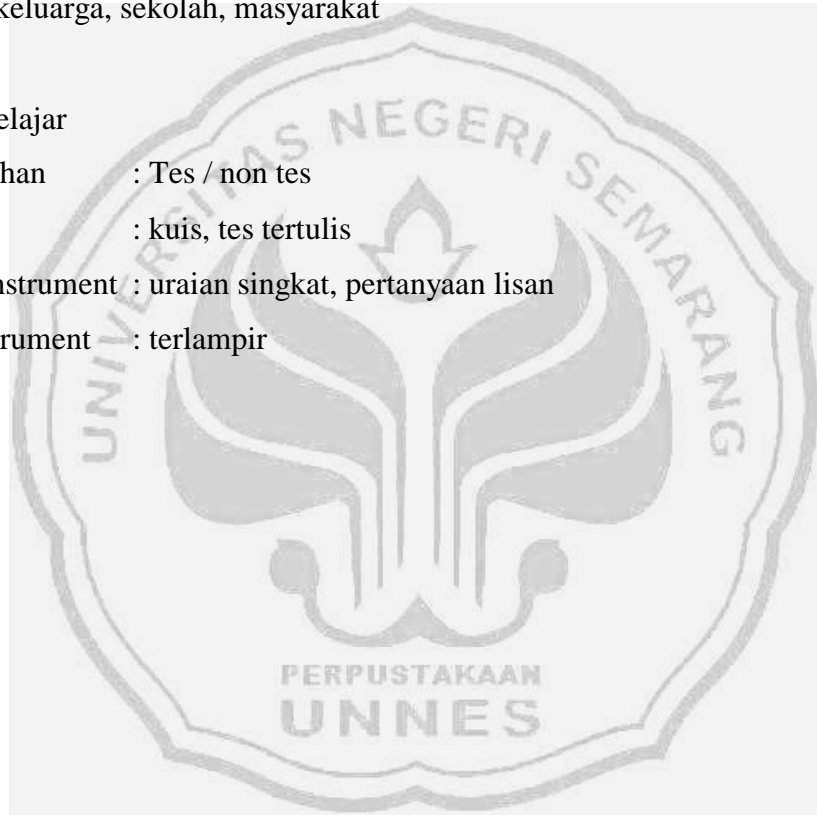 keluarga, sekolah, masyarakat
elajar
han : Tes / non tes
: kuis, tes tertulis
nstrument : uraian singkat, pertanyaan lisan
rument : terlampir
UNIVERSITAS NEGERI SEMARANG
PERPUSTAKAAN
UNNES